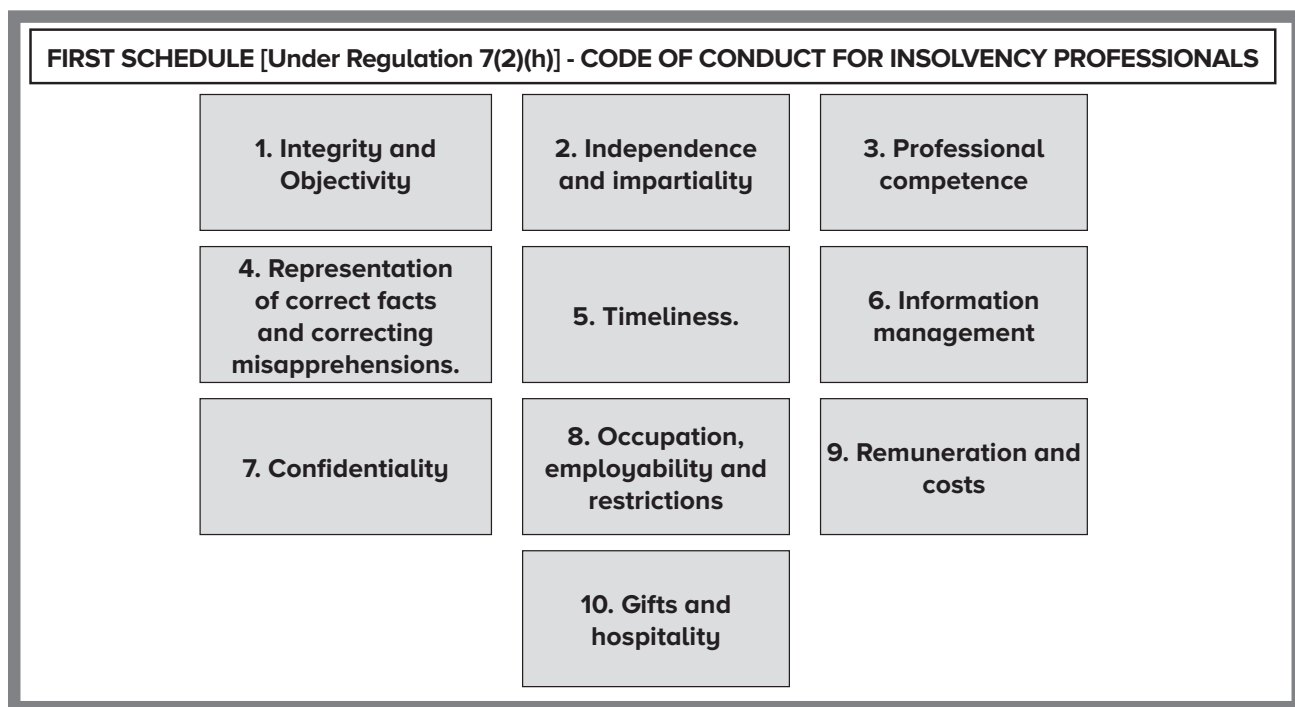 FIRST SCHEDULE [Under Regulation 7(2)(h)] - CODE OF CONDUCT FOR INSOLVENCY PROFESSIONALS
1. Integrity and
Objectivity
2. Independence
and impartiality
3. Professional
competence
4. Representation
of correct facts
and correcting
misapprehensions.
5. Timeliness.
6. Information
management
7. Confidentiality
8. Occupation,
employability and
restrictions
9. Remuneration and
costs
10. Gifts and
hospitality